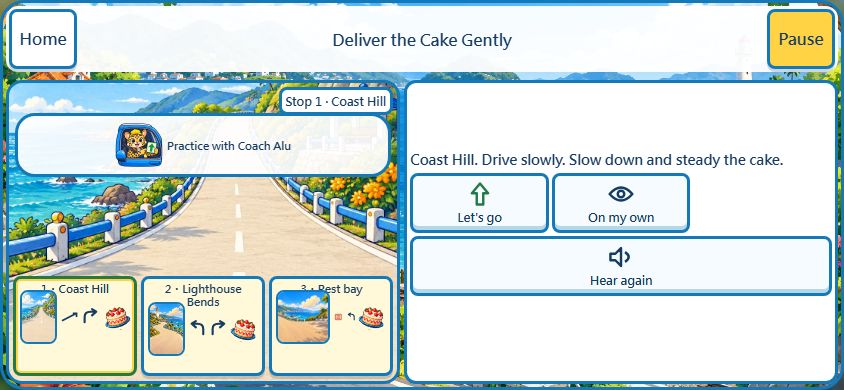 Home
Deliver the Cake Gently
Pause
Stop 1 · Coast Hill
Practice with Coach Alu
1 · Coast Hill
2 · Lighthouse
Bends
3 · Rest bay
Coast Hill. Drive slowly. Slow down and steady the cake.
Let's go
On my own
Hear again